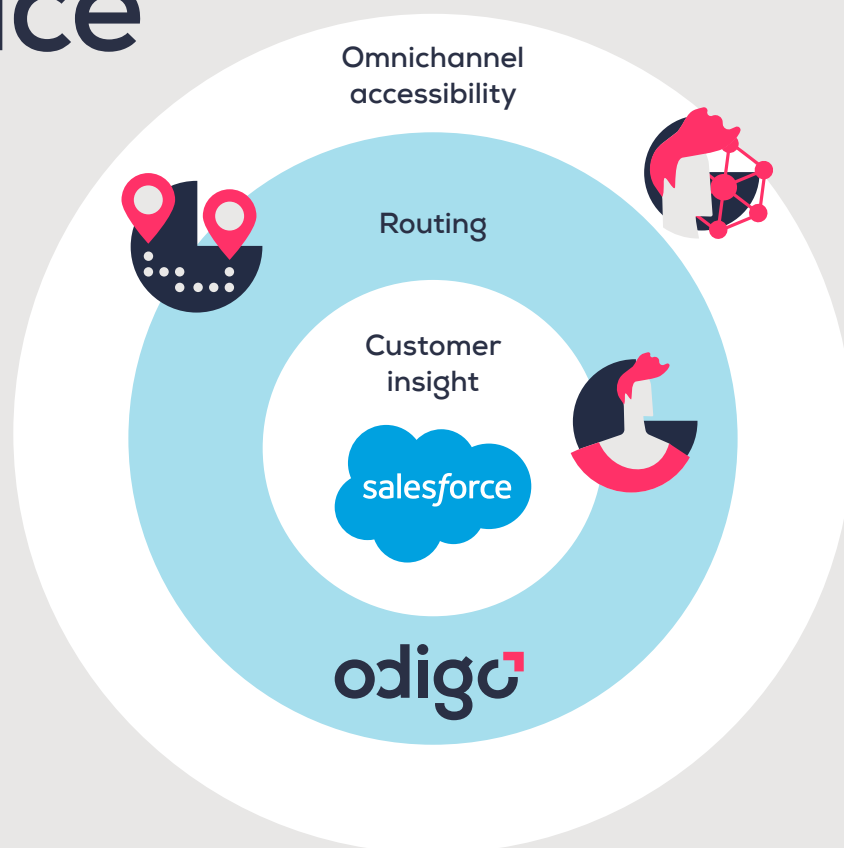 Omnichannel
accessibility
Routing
Customer
insight
salesforce
odigo